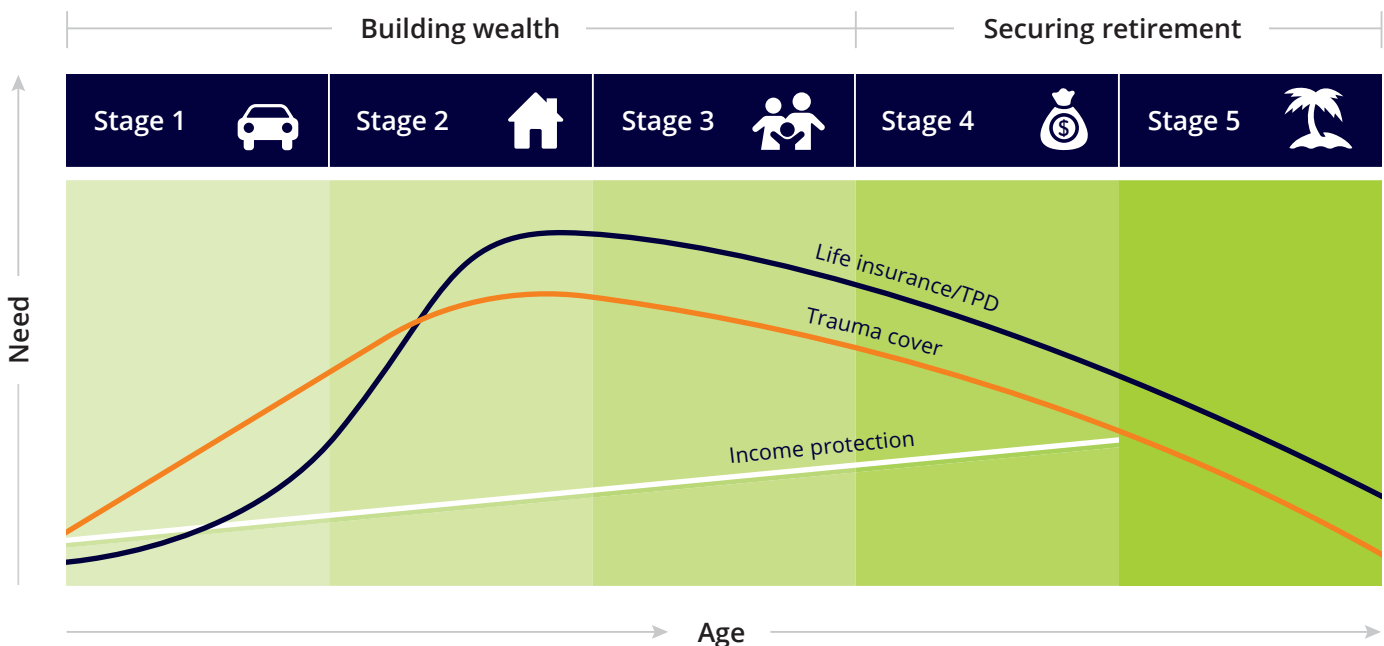 Building wealth
Securing retirement
Stage 1
Stage 2
Stage 3
Stage 4
$
Stage 5
Need
Life insurance/TPD
Trauma cover
Income protection
Age